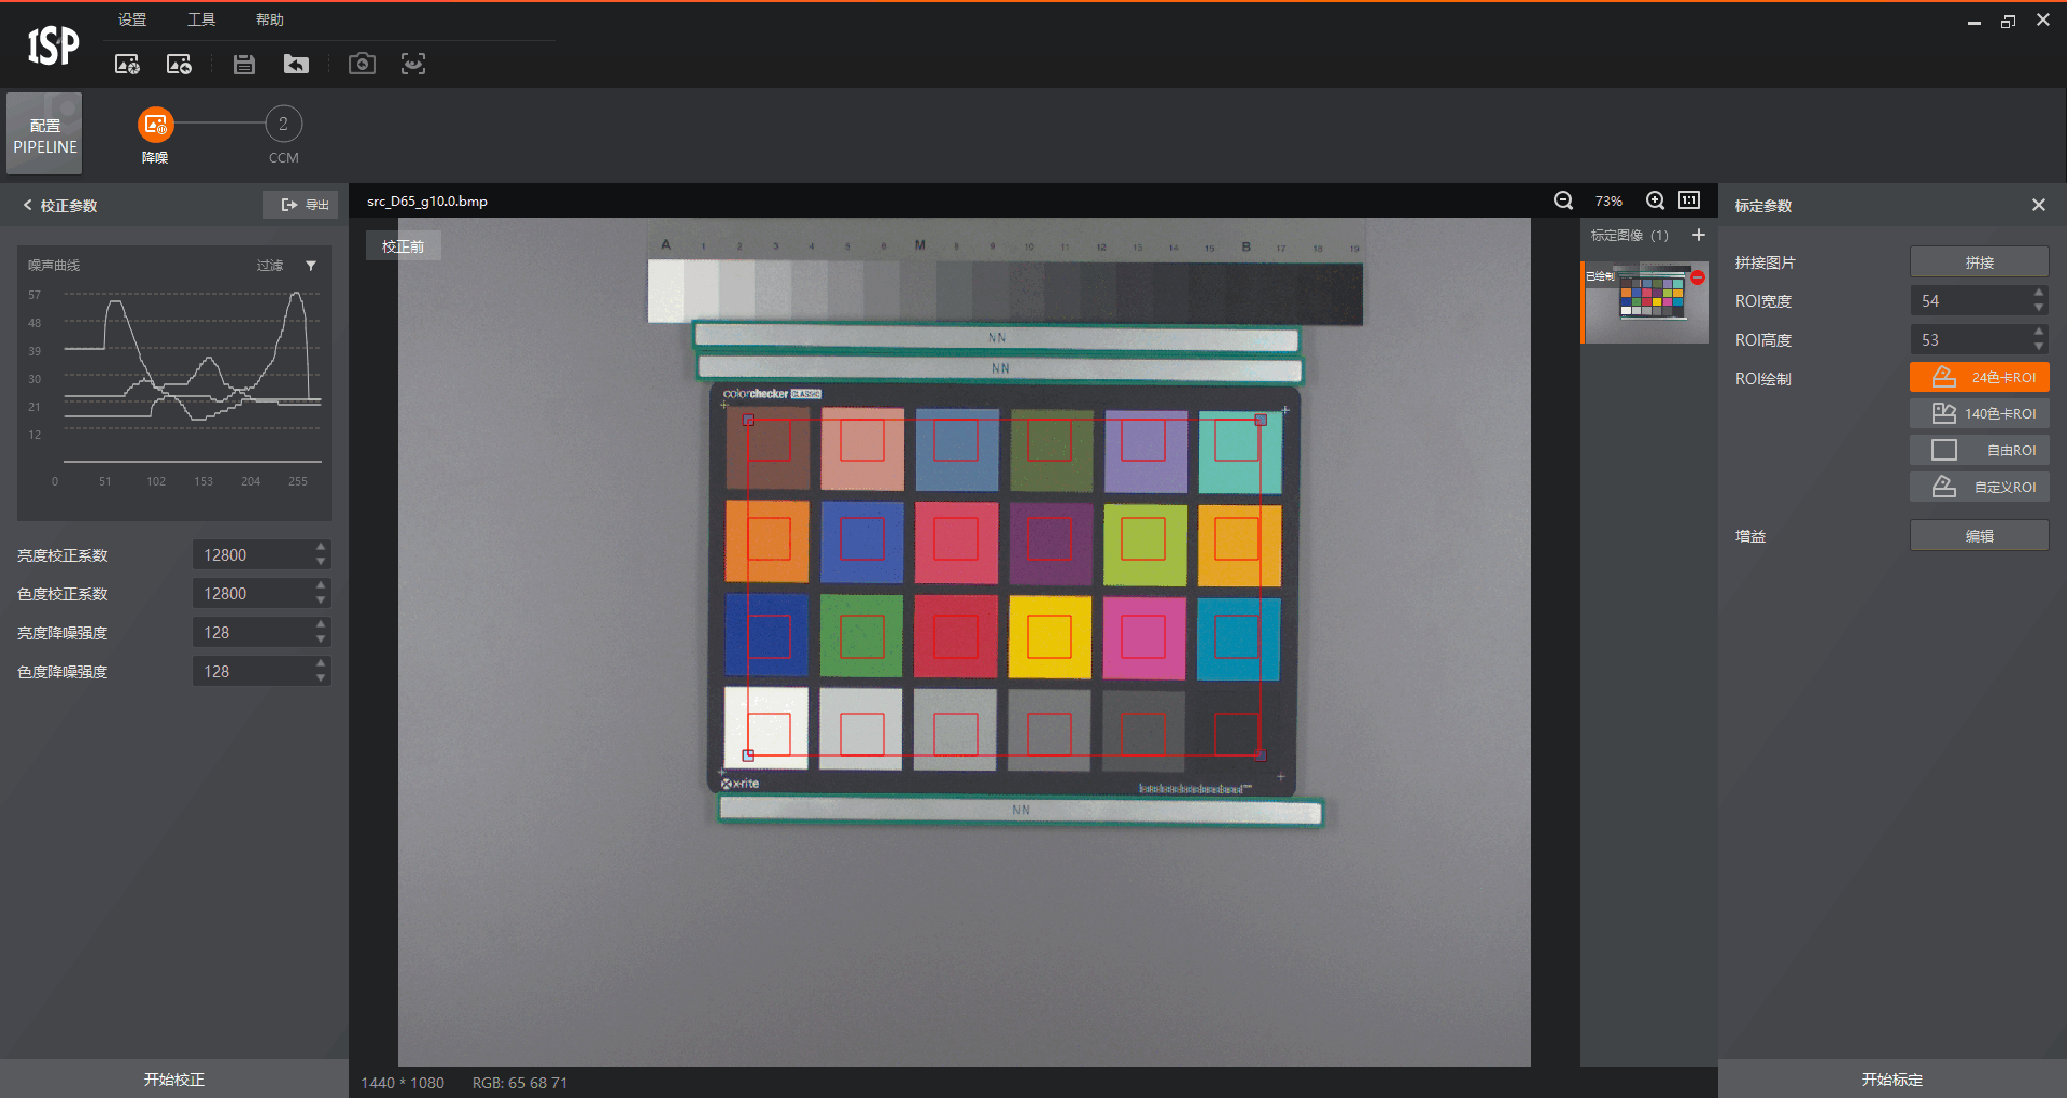 ISP
设置 工具 帮助
配置
PIPELINE
降噪
2
CCM
校正参数
导出
src_D65_g10.0.bmp
73%
1:1
标定参数
噪声曲线 过滤
57
48
39
30
21
12
0 51 102 153 204 255
亮度校正系数 12800
色度校正系数 12800
亮度降噪强度 128
色度降噪强度 128
开始校正
校正前
A 1 2 3 4 5 6 M 8 9 10 11 12 13 14 15 B 17 18 19
NN
NN
colorchecker CLASSIC
x-rite
NN
1440 * 1080 RGB: 65 68 71
标定图像 (1)
已绘制
拼接图片 拼接
ROI宽度 54
ROI高度 53
ROI绘制 24色卡ROI
140色卡ROI
自由ROI
自定义ROI
增益 编辑
开始标定